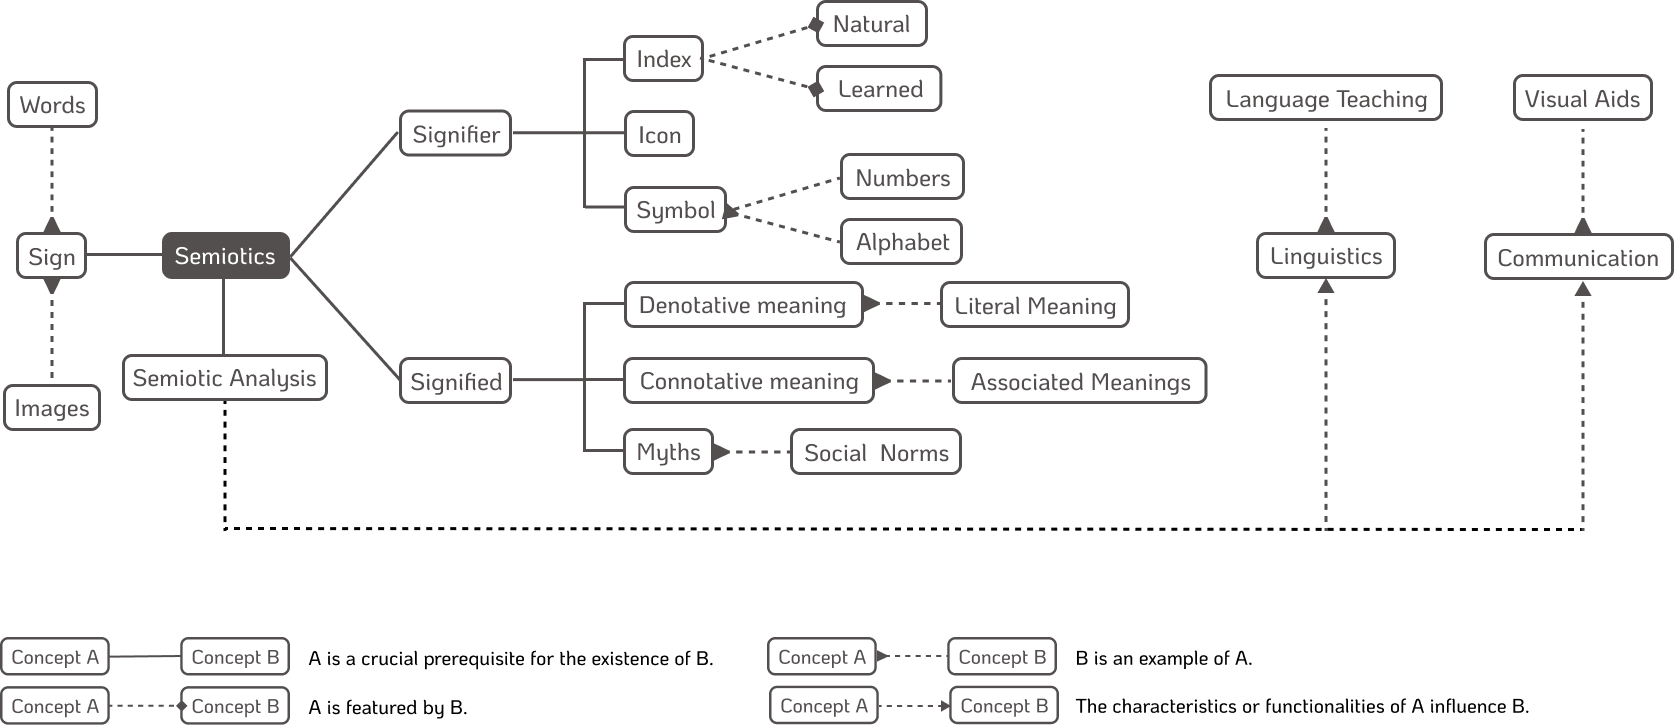 Natural
Index
Learned
Words
Language Teaching
Visual Aids
Signifier
Icon
Numbers
Symbol
Alphabet
Sign
Semiotics
Linguistics
Communication
Denotative meaning
Literal Meaning
Semiotic Analysis
Signified
Connotative meaning
Associated Meanings
Images
Myths
Social Norms
Concept A
Concept B
A is a crucial prerequisite for the existence of B.
Concept A
Concept B
B is an example of A.
Concept A
Concept B
A is featured by B.
Concept A
Concept B
The characteristics or functionalities of A influence B.